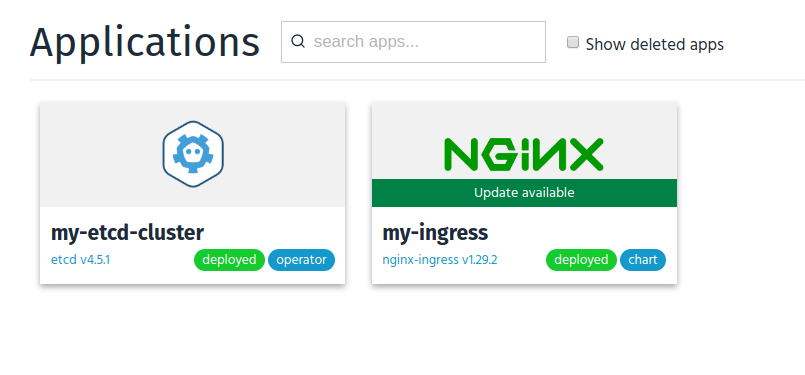 Applications
search apps...
Show deleted apps
NGiNX
Update available
my-etcd-cluster
etcd v4.5.1
deployed
operator
my-ingress
nginx-ingress v1.29.2
deployed
chart